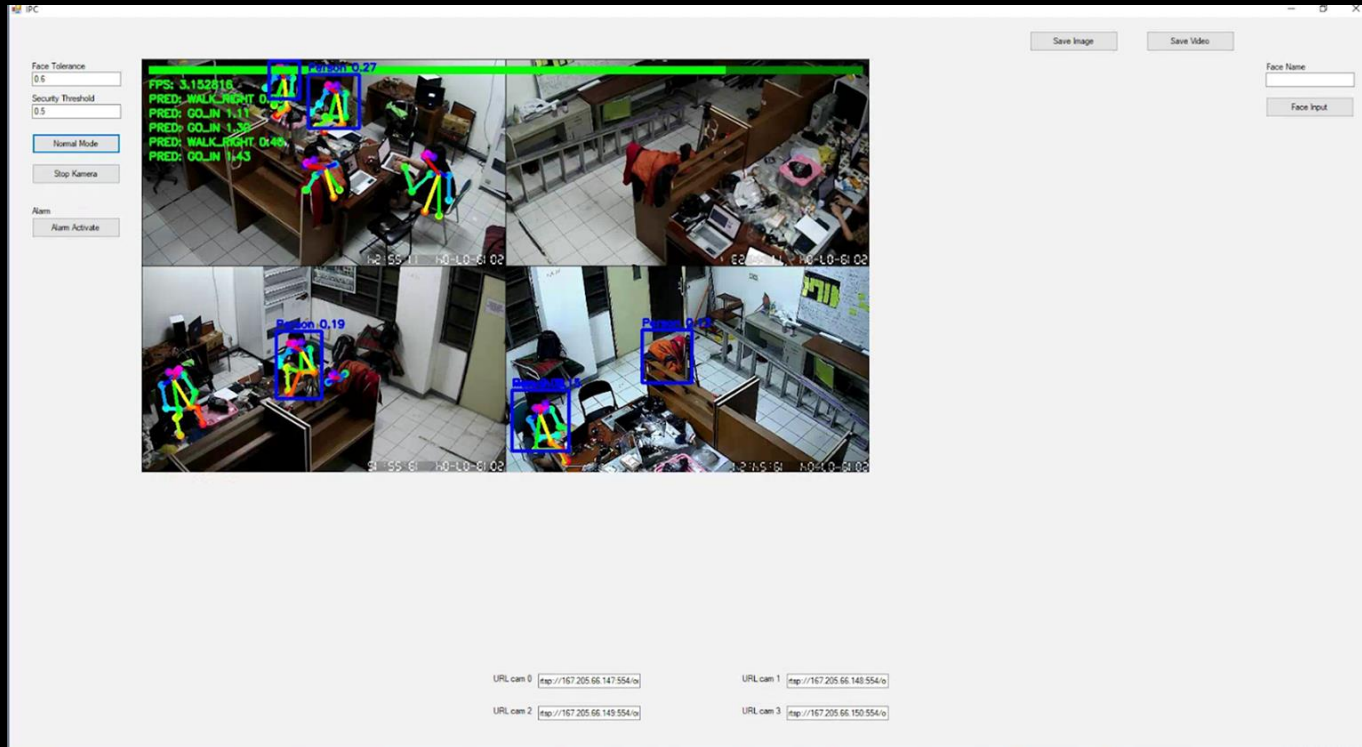 IPC
Save Image
Save Video
Face Tolerance
0.6
Security Threshold
0.5
Normal Mode
Stop Kamera
Alarm
Alarm Activate
Face Name
Face Input
Person 0.27
FPS: 3.152816
PRED: WALK_RIGHT 0.
PRED: GO_IN 1.11
PRED: GO_IN
PRED: WALK_RIGHT 0.46
PRED: GO_IN 1.43
Person 0.19
Person
URL cam 0
rtsp://167.205.66.147:554/o
URL cam 1
rtsp://167.205.66.148:554/o
URL cam 2
rtsp://167.205.66.149:554/o
URL cam 3
rtsp://167.205.66.150:554/o